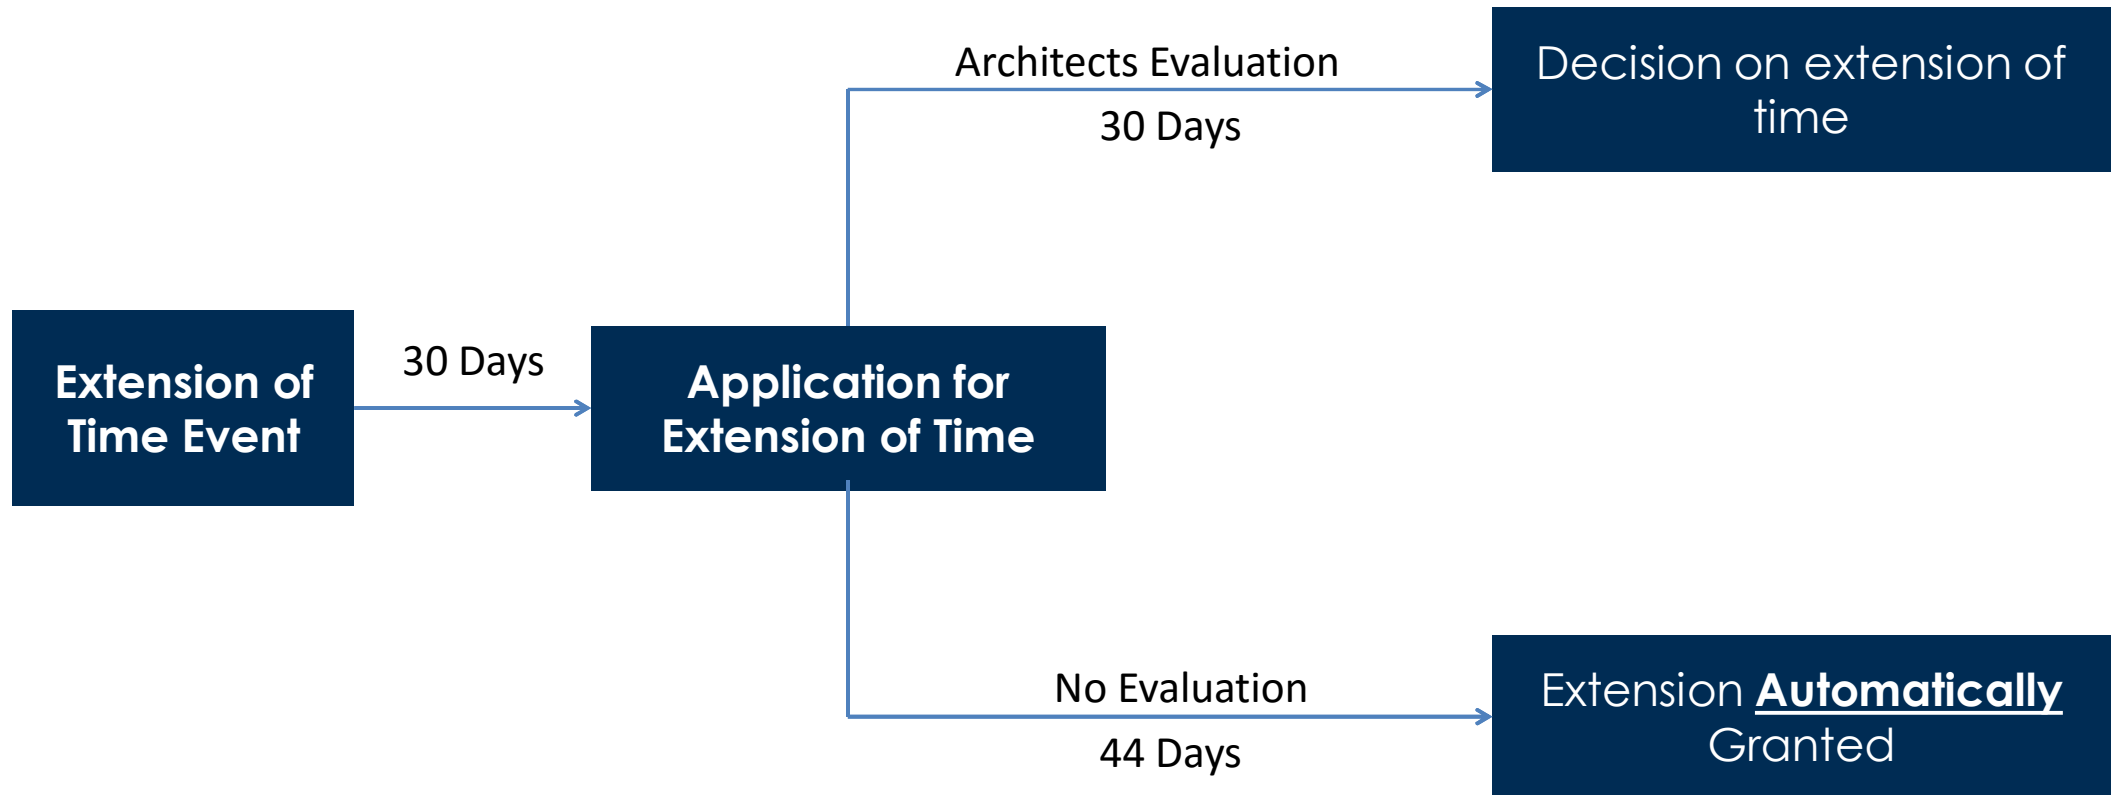 Architects Evaluation
30 Days
Decision on extension of
time
Extension of
Time Event
30 Days
Application for
Extension of Time
No Evaluation
44 Days
Extension Automatically
Granted